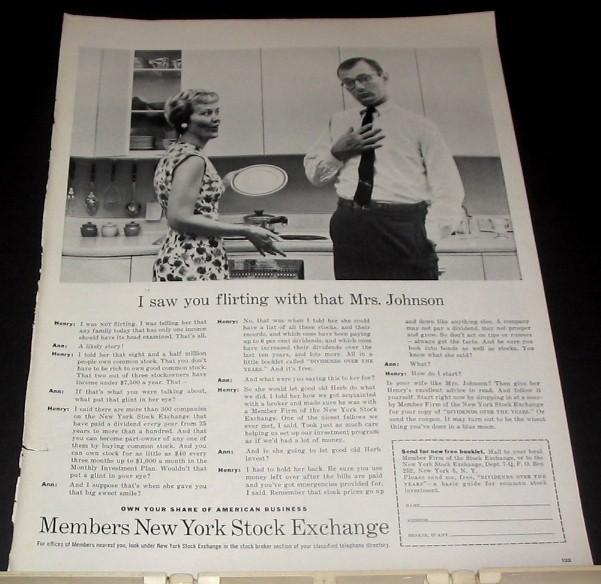 I saw you flirting with that Mrs. Johnson
Henry: I was NOT flirting. I was telling her that
any family today that has only one income
should have its head examined. That's all.
Ann: A likely story!
Henry: I told her that eight and a half million
people own common stock. That you don't
have to be rich to own good common stock.
That two out of three stockowners have
income under $7,500 a year. That —
Ann: If that's what you were talking about,
what was that glint in her eye?
Henry: I said there are more than 300 companies
on the New York Stock Exchange that
have paid a dividend every year from 25
years to more than a hundred. And that
you can become part-owner of any one of
them by buying common stock. And you
can own stock for as little as $40 every
three months up to $1,000 a month in the
Monthly Investment Plan. Wouldn't that
put a glint in your eye?
Ann: And I suppose that's when she gave you
that big sweet smile?
Henry: No, that was when I told her she could
have a list of all these stocks, and their
records, and which ones have been paying
up to 6 per cent dividends, and which ones
have increased their dividends over the
last ten years, and lots more. All in a
little booklet called "DIVIDENDS OVER THE
YEARS." And it's free.
Ann: And what were you saying this to her for?
Henry: So she would let good old Herb do what
we did. I told her how we got acquainted
with a broker and made sure he was with
a Member Firm of the New York Stock
Exchange. One of the nicest fellows we
ever met, I said. Took just as much care
helping us set up our investment program
as if we'd had a lot of money.
Ann: And is she going to let good old Herb
invest?
Henry: I had to hold her back. Be sure you use
money left over after the bills are paid
and you've got emergencies provided for,
I said. Remember that stock prices go up
and down like anything else. A company
may not pay a dividend, may not prosper
and grow. So don't act on tips or rumors
— always get the facts. And be sure you
look into bonds as well as stocks. You
know what she said?
Ann: What?
Henry: How do I start?
Is your wife like Mrs. Johnson? Then give her
Henry's excellent advice to read. And follow it
yourself. Start right now by dropping in at a near-
by Member Firm of the New York Stock Exchange
for your copy of "DIVIDENDS OVER THE YEARS." Or
send the coupon. It may turn out to be the wisest
thing you've done in a blue moon.
Send for new free booklet. Mail to your local
Member Firm of the Stock Exchange, or to the
New York Stock Exchange, Dept. 7-Q, P. O. Box
252, New York 5, N. Y.
Please send me, free, "DIVIDENDS OVER THE
YEARS"—a basic guide for common stock
investment.
NAME
ADDRESS
BROKER, IF ANY
OWN YOUR SHARE OF AMERICAN BUSINESS
Members New York Stock Exchange
For offices of Members nearest you, look under New York Stock Exchange in the stock broker section of your classified telephone directory.